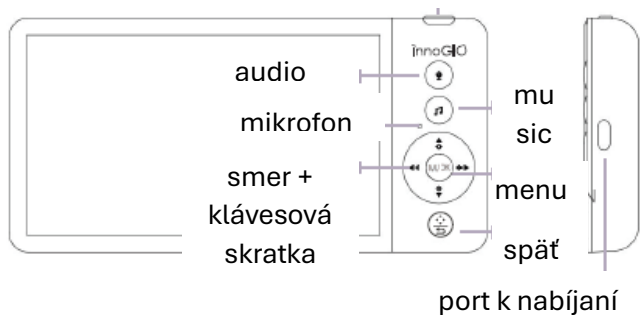 innoGIO
audio
mu
sic
mikrofon
smer +
klávesová
skratka
menu
späť
port k nabíjaní